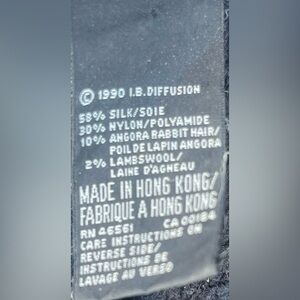 © 1990 I.B. DIFFUSION
58% SILK/SOIE
30% NYLON/POLYAMIDE
10% ANGORA RABBIT HAIR/
POIL DE LAPIN ANGORA
2% LAMBSWOOL/
LAINE D'AGNEAU
MADE IN HONG KONG/
FABRIQUE A HONG KONG
RN 46561 CA 00184
CARE INSTRUCTIONS ON
REVERSE SIDE/
INSTRUCTIONS DE
LAVAGE AU VERSO